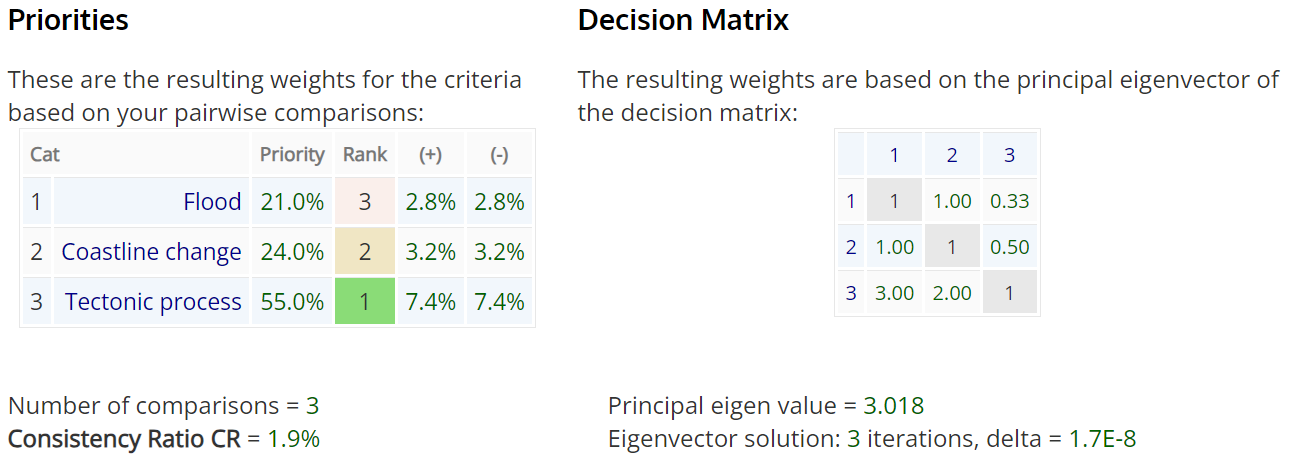 Priorities
These are the resulting weights for the criteria
based on your pairwise comparisons:
Cat Priority Rank (+) (-)
1 Flood 21.0% 3 2.8% 2.8%
2 Coastline change 24.0% 2 3.2% 3.2%
3 Tectonic process 55.0% 1 7.4% 7.4%
Number of comparisons = 3
Consistency Ratio CR = 1.9%
Decision Matrix
The resulting weights are based on the principal eigenvector of
the decision matrix:
1 2 3
1 1 1.00 0.33
2 1.00 1 0.50
3 3.00 2.00 1
Principal eigen value = 3.018
Eigenvector solution: 3 iterations, delta = 1.7E-8